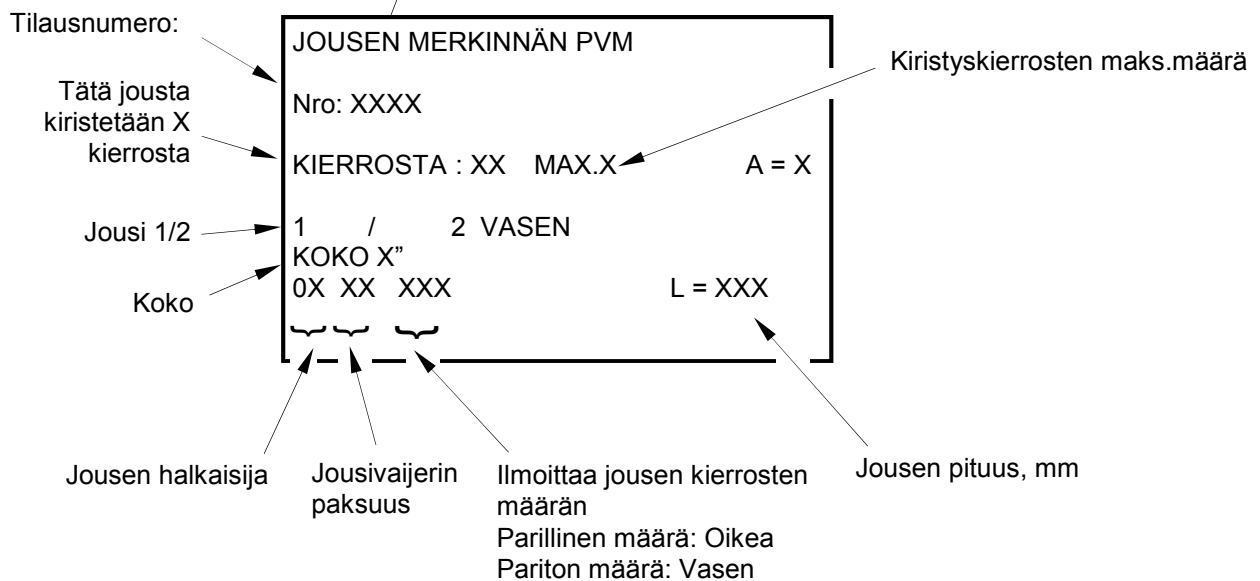 Tilausnumero:
JOUSEN MERKINNÄN PVM
Kiristyskierrosten maks.määrä
Tätä jousta
kiristetään X
kierrosta
Nro: XXXX
KIERROSTA : XX MAX.X A = X
Jousi 1/2
1 / 2 VASEN
KOKO X”
Koko
0X XX XXX L = XXX
Jousen halkaisija
Jousivaijerin
paksuus
Ilmoittaa jousen kierrosten
määrän
Parillinen määrä: Oikea
Pariton määrä: Vasen
Jousen pituus, mm